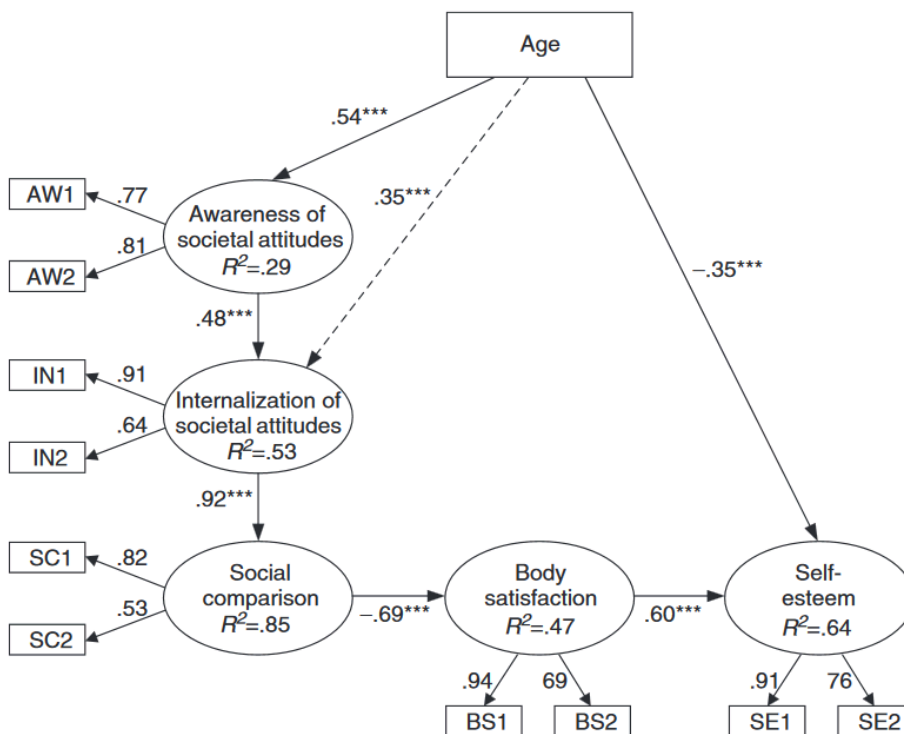 Age
.54***
.35***
–.35***
AW1
.77
AW2
.81
Awareness of
societal attitudes
R²=.29
.48***
IN1
.91
IN2
.64
Internalization of
societal attitudes
R²=.53
.92***
SC1
.82
SC2
.53
Social
comparison
R²=.85
–.69***
Body
satisfaction
R²=.47
.60***
Self-
esteem
R²=.64
.94
69
BS1
BS2
.91
76
SE1
SE2